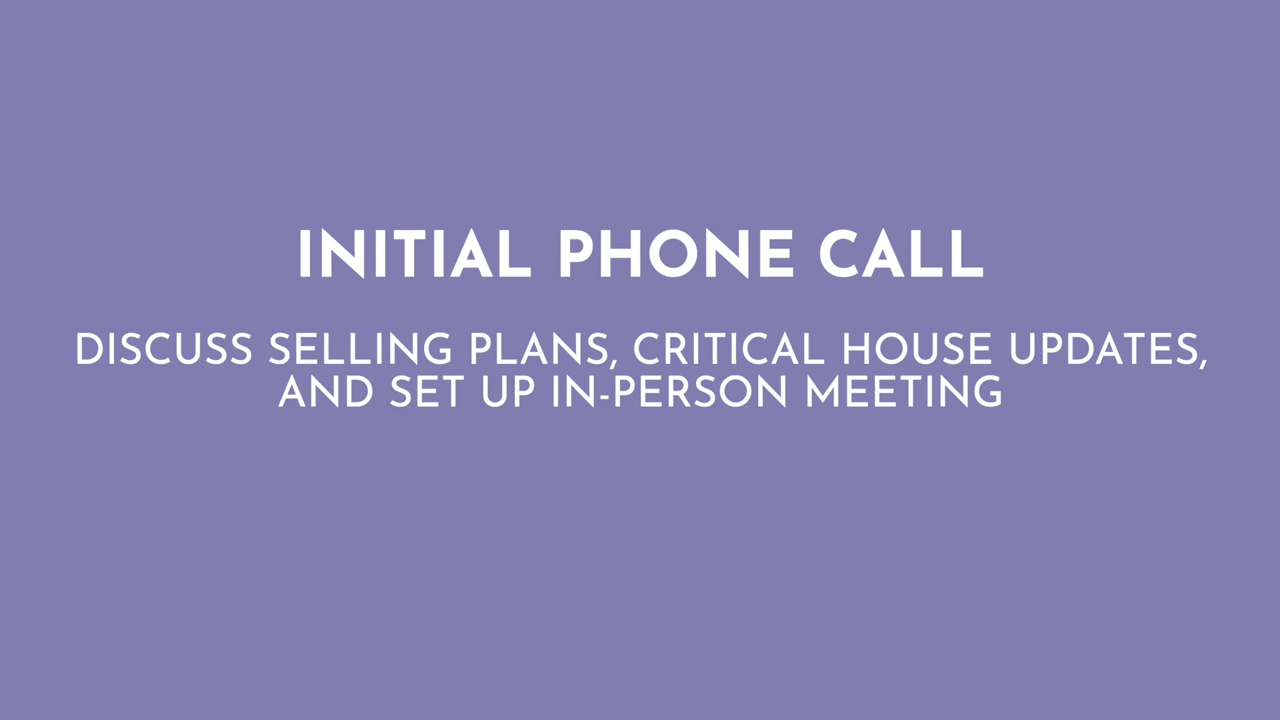 INITIAL PHONE CALL
DISCUSS SELLING PLANS, CRITICAL HOUSE UPDATES,
AND SET UP IN-PERSON MEETING